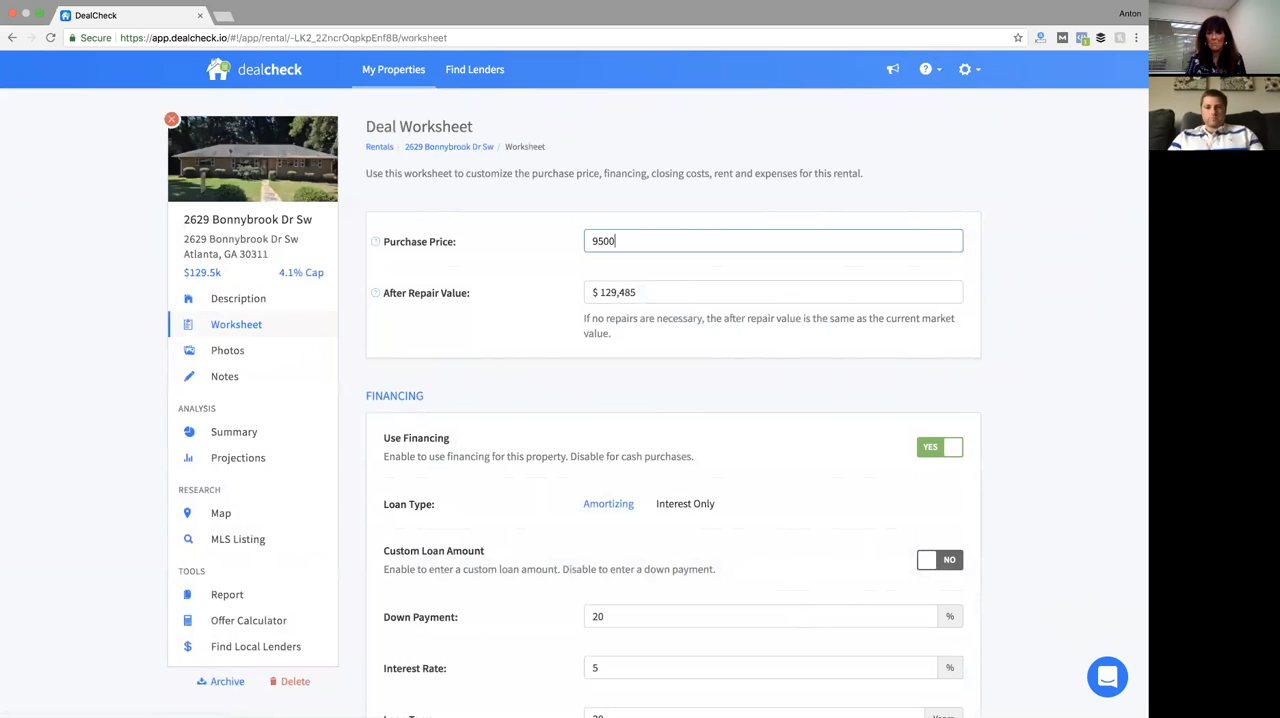 DealCheck
Anton
Secure https://app.dealcheck.io/#!/app/rental/-LK2_2ZncrOqpkpEnf8B/worksheet
dealcheck
My Properties
Find Lenders
2629 Bonnybrook Dr Sw
2629 Bonnybrook Dr Sw
Atlanta, GA 30311
$129.5k 4.1% Cap
Description
Worksheet
Photos
Notes
ANALYSIS
Summary
Projections
RESEARCH
Map
MLS Listing
TOOLS
Report
Offer Calculator
Find Local Lenders
Archive Delete
Deal Worksheet
Rentals / 2629 Bonnybrook Dr Sw / Worksheet
Use this worksheet to customize the purchase price, financing, closing costs, rent and expenses for this rental.
Purchase Price: 9500
After Repair Value: $ 129,485
If no repairs are necessary, the after repair value is the same as the current market
value.
FINANCING
Use Financing YES
Enable to use financing for this property. Disable for cash purchases.
Loan Type: Amortizing Interest Only
Custom Loan Amount NO
Enable to enter a custom loan amount. Disable to enter a down payment.
Down Payment: 20 %
Interest Rate: 5 %